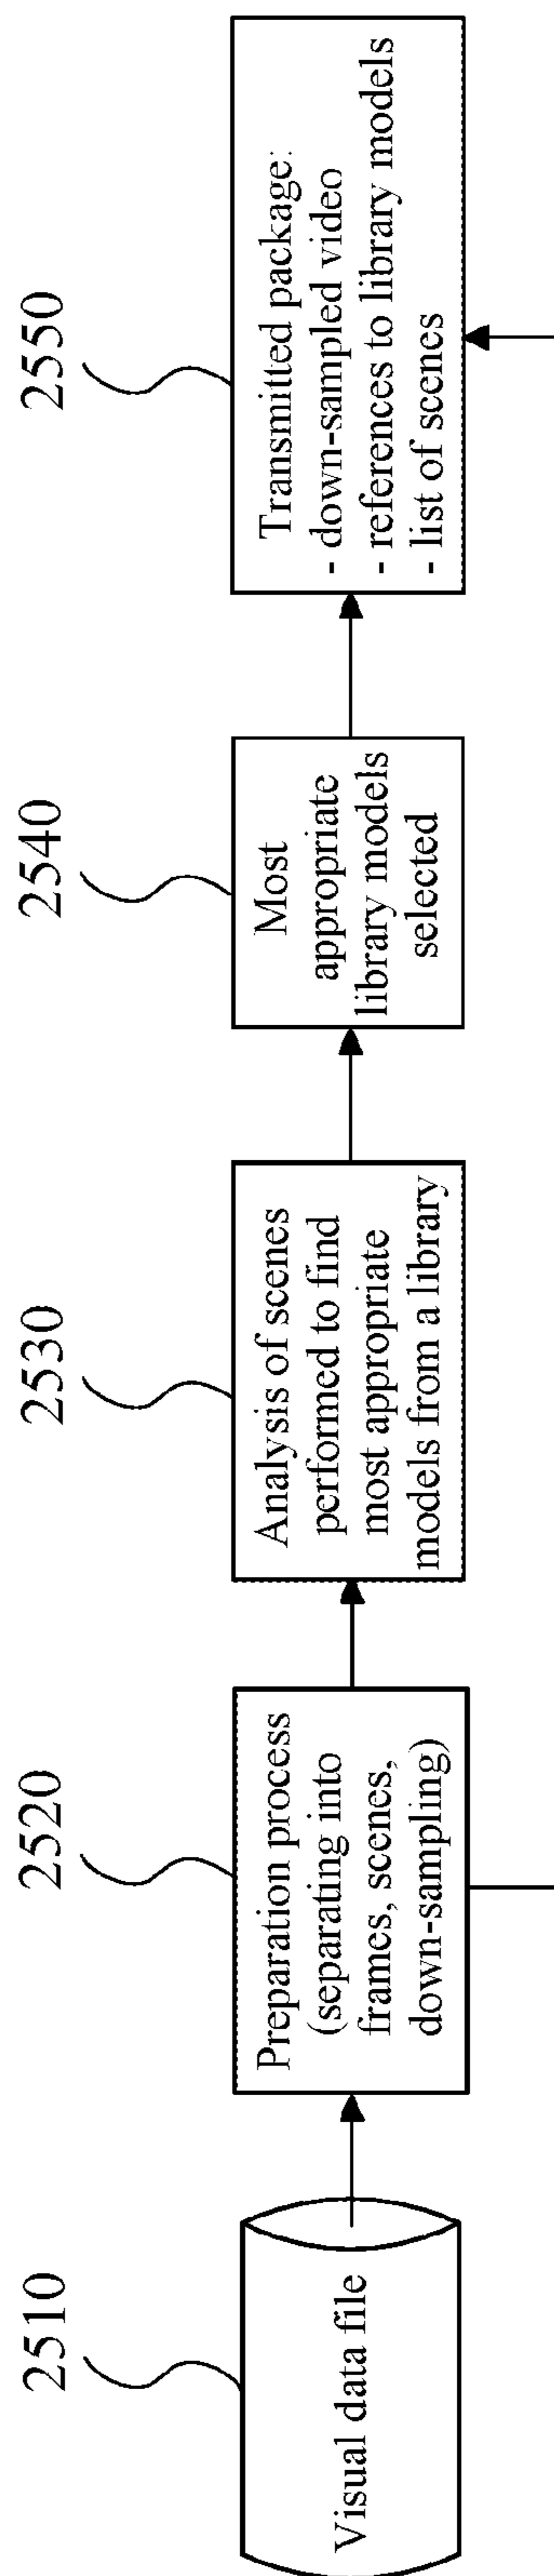 2510
Visual data file
2520
Preparation process
(separating into
frames, scenes,
down-sampling)
2530
Analysis of scenes
performed to find
most appropriate
models from a library
2540
Most
appropriate
library models
selected
2550
Transmitted package:
- down-sampled video
- references to library models
- list of scenes